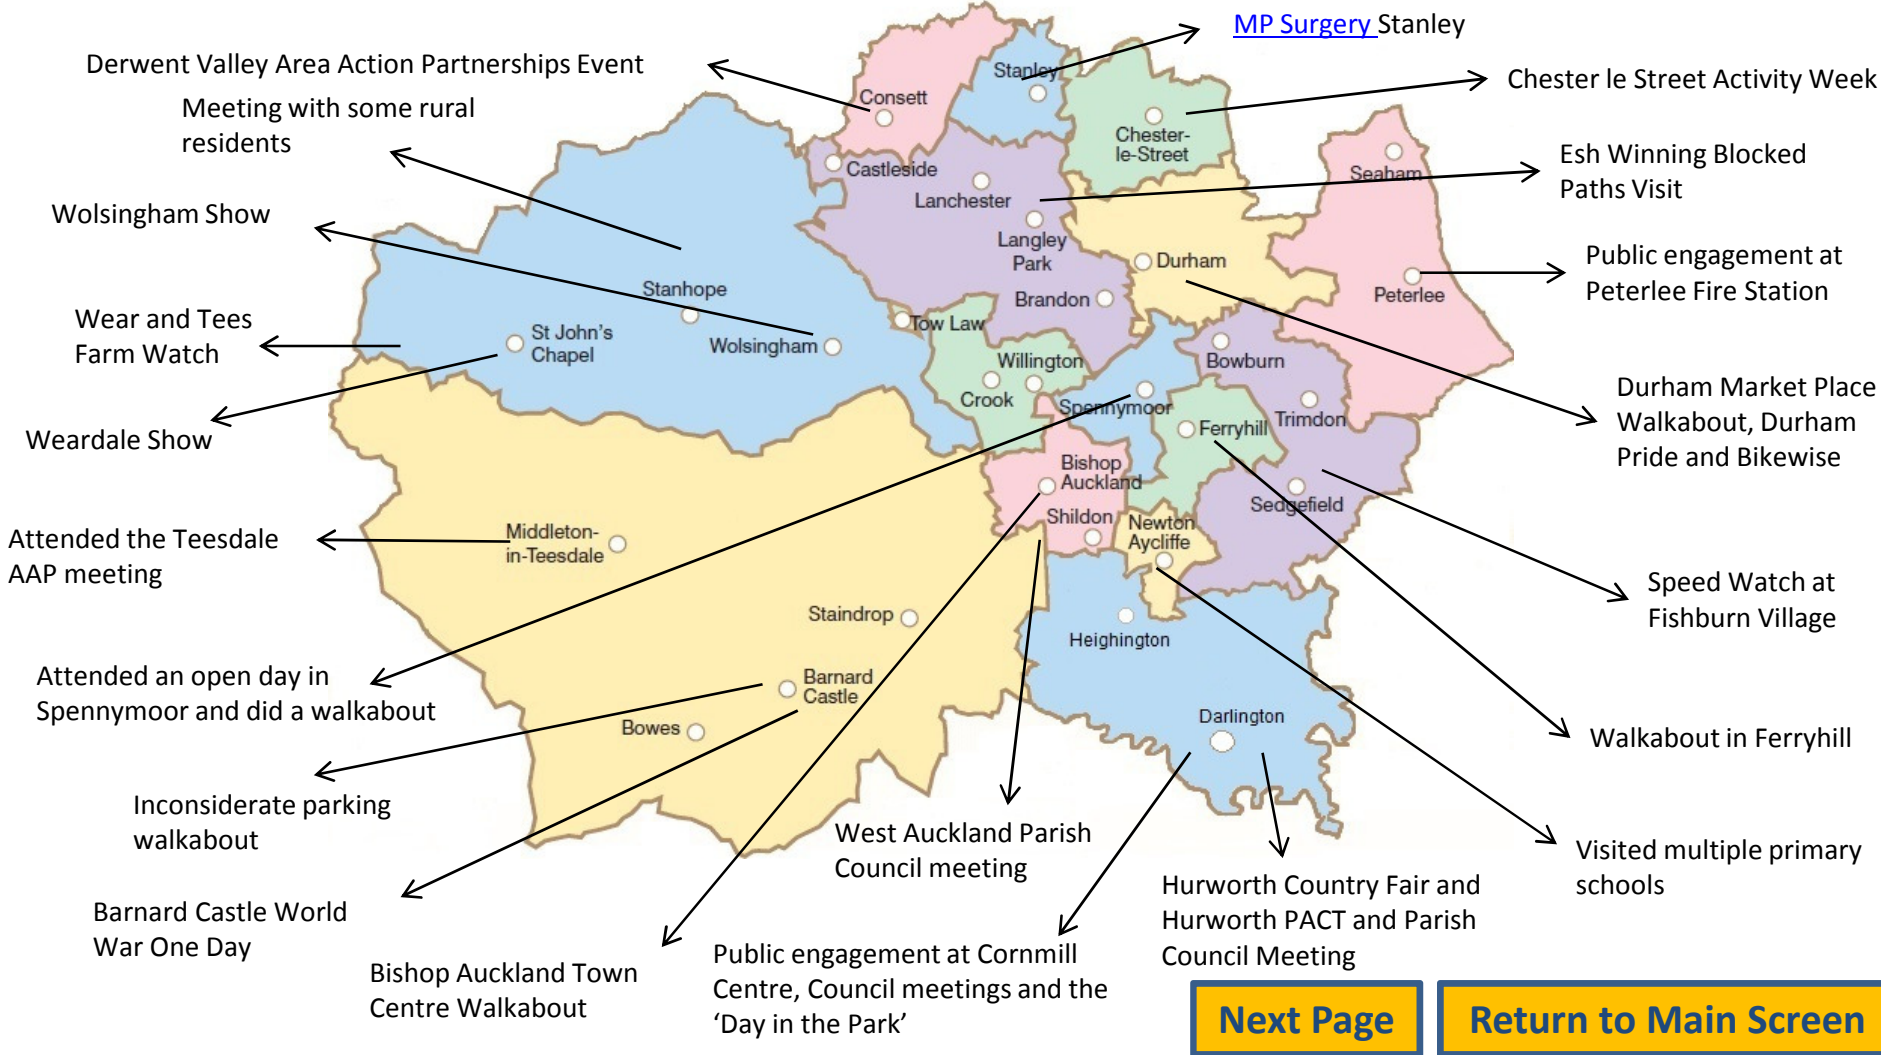 MP Surgery Stanley
Derwent Valley Area Action Partnerships Event
Chester le Street Activity Week
Meeting with some rural
residents
Esh Winning Blocked
Paths Visit
Wolsingham Show
Public engagement at
Peterlee Fire Station
Wear and Tees
Farm Watch
Durham Market Place
Walkabout, Durham
Pride and Bikewise
Weardale Show
Attended the Teesdale
AAP meeting
Speed Watch at
Fishburn Village
Attended an open day in
Spennymoor and did a walkabout
Walkabout in Ferryhill
Inconsiderate parking
walkabout
West Auckland Parish
Council meeting
Visited multiple primary
schools
Barnard Castle World
War One Day
Hurworth Country Fair and
Hurworth PACT and Parish
Council Meeting
Bishop Auckland Town
Centre Walkabout
Public engagement at Cornmill
Centre, Council meetings and the
‘Day in the Park’
Stanley
Consett
Chester-
le-Street
Castleside
Seaham
Lanchester
Langley
Park
Durham
Peterlee
Brandon
Stanhope
Tow Law
St John’s
Chapel
Wolsingham
Willington
Bowburn
Crook
Spennymoor
Trimdon
Ferryhill
Bishop
Auckland
Sedgefield
Shildon
Newton
Aycliffe
Middleton-
in-Teesdale
Staindrop
Heighington
Barnard
Castle
Bowes
Darlington
Next Page
Return to Main Screen